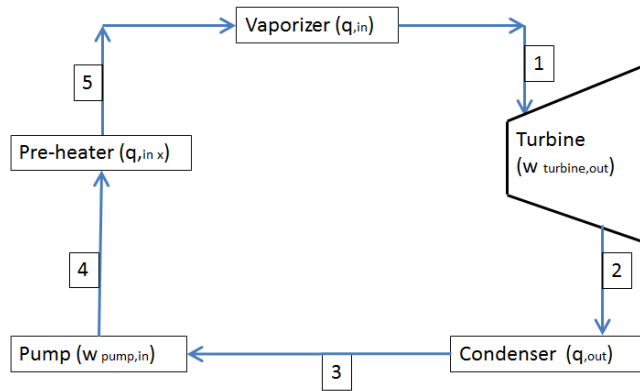 Vaporizer (q,in)
1
5
Turbine
(w turbine,out)
Pre-heater (q,in x)
4
2
Pump (w pump,in)
3
Condenser (q,out)